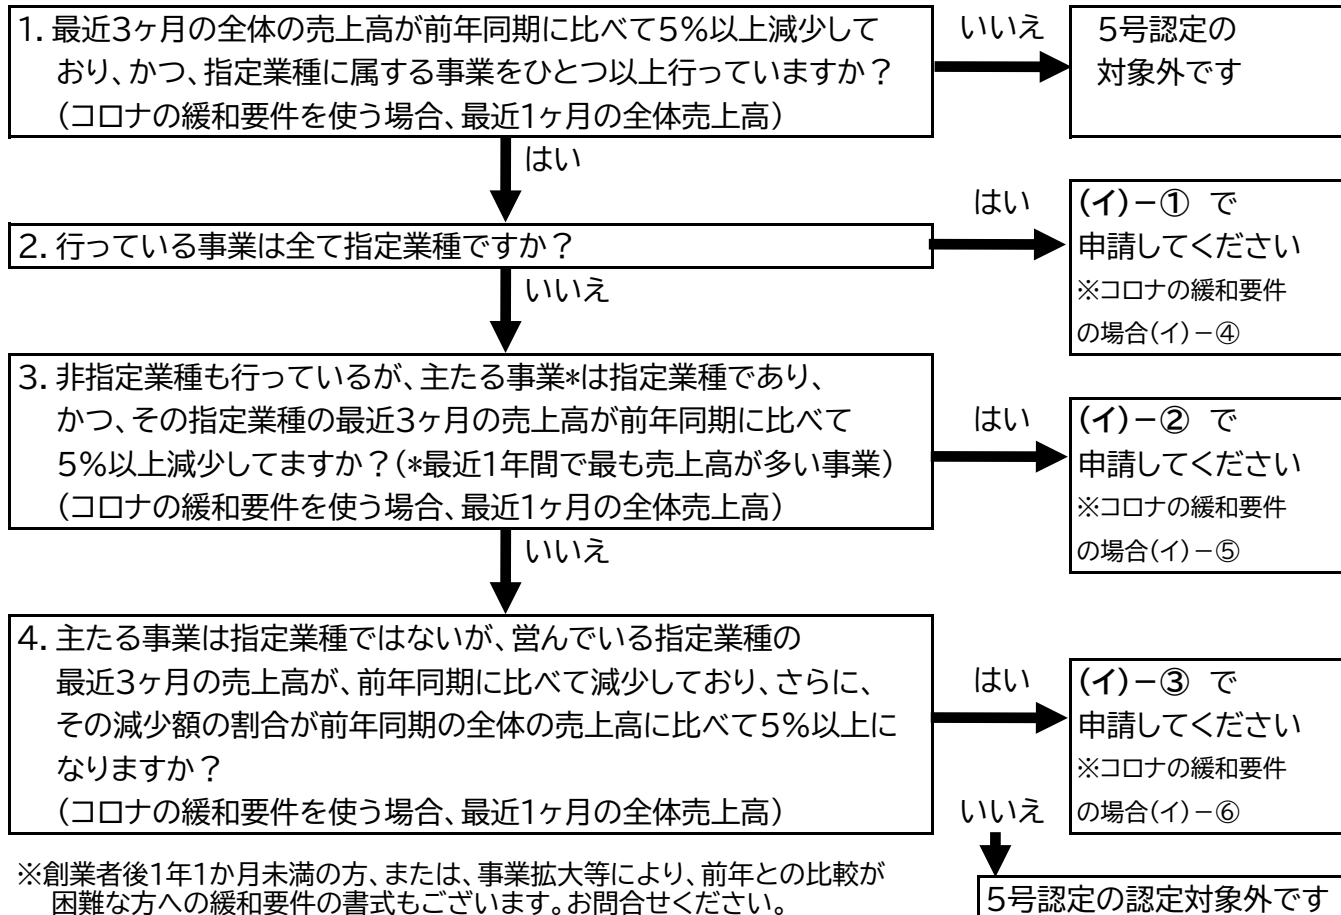 1．最近3ヶ月の全体の売上高が前年同期に比べて5％以上減少して
おり、かつ、指定業種に属する事業をひとつ以上行っていますか？
（コロナの緩和要件を使う場合、最近1ヶ月の全体売上高）
いいえ
5号認定の
対象外です
はい
2．行っている事業は全て指定業種ですか？
はい
（イ）－① で
申請してください
※コロナの緩和要件
の場合（イ）－④
いいえ
3．非指定業種も行っているが、主たる事業*は指定業種であり、
かつ、その指定業種の最近3ヶ月の売上高が前年同期に比べて
5％以上減少してますか？（*最近1年間で最も売上高が多い事業）
（コロナの緩和要件を使う場合、最近1ヶ月の全体売上高）
はい
（イ）－② で
申請してください
※コロナの緩和要件
の場合（イ）－⑤
いいえ
4．主たる事業は指定業種ではないが、営んでいる指定業種の
最近3ヶ月の売上高が、前年同期に比べて減少しており、さらに、
その減少額の割合が前年同期の全体の売上高に比べて5％以上に
なりますか？
（コロナの緩和要件を使う場合、最近1ヶ月の全体売上高）
はい
（イ）－③ で
申請してください
※コロナの緩和要件
の場合（イ）－⑥
いいえ
5号認定の認定対象外です
※創業者後1年1か月未満の方、または、事業拡大等により、前年との比較が
困難な方への緩和要件の書式もございます。お問合せください。